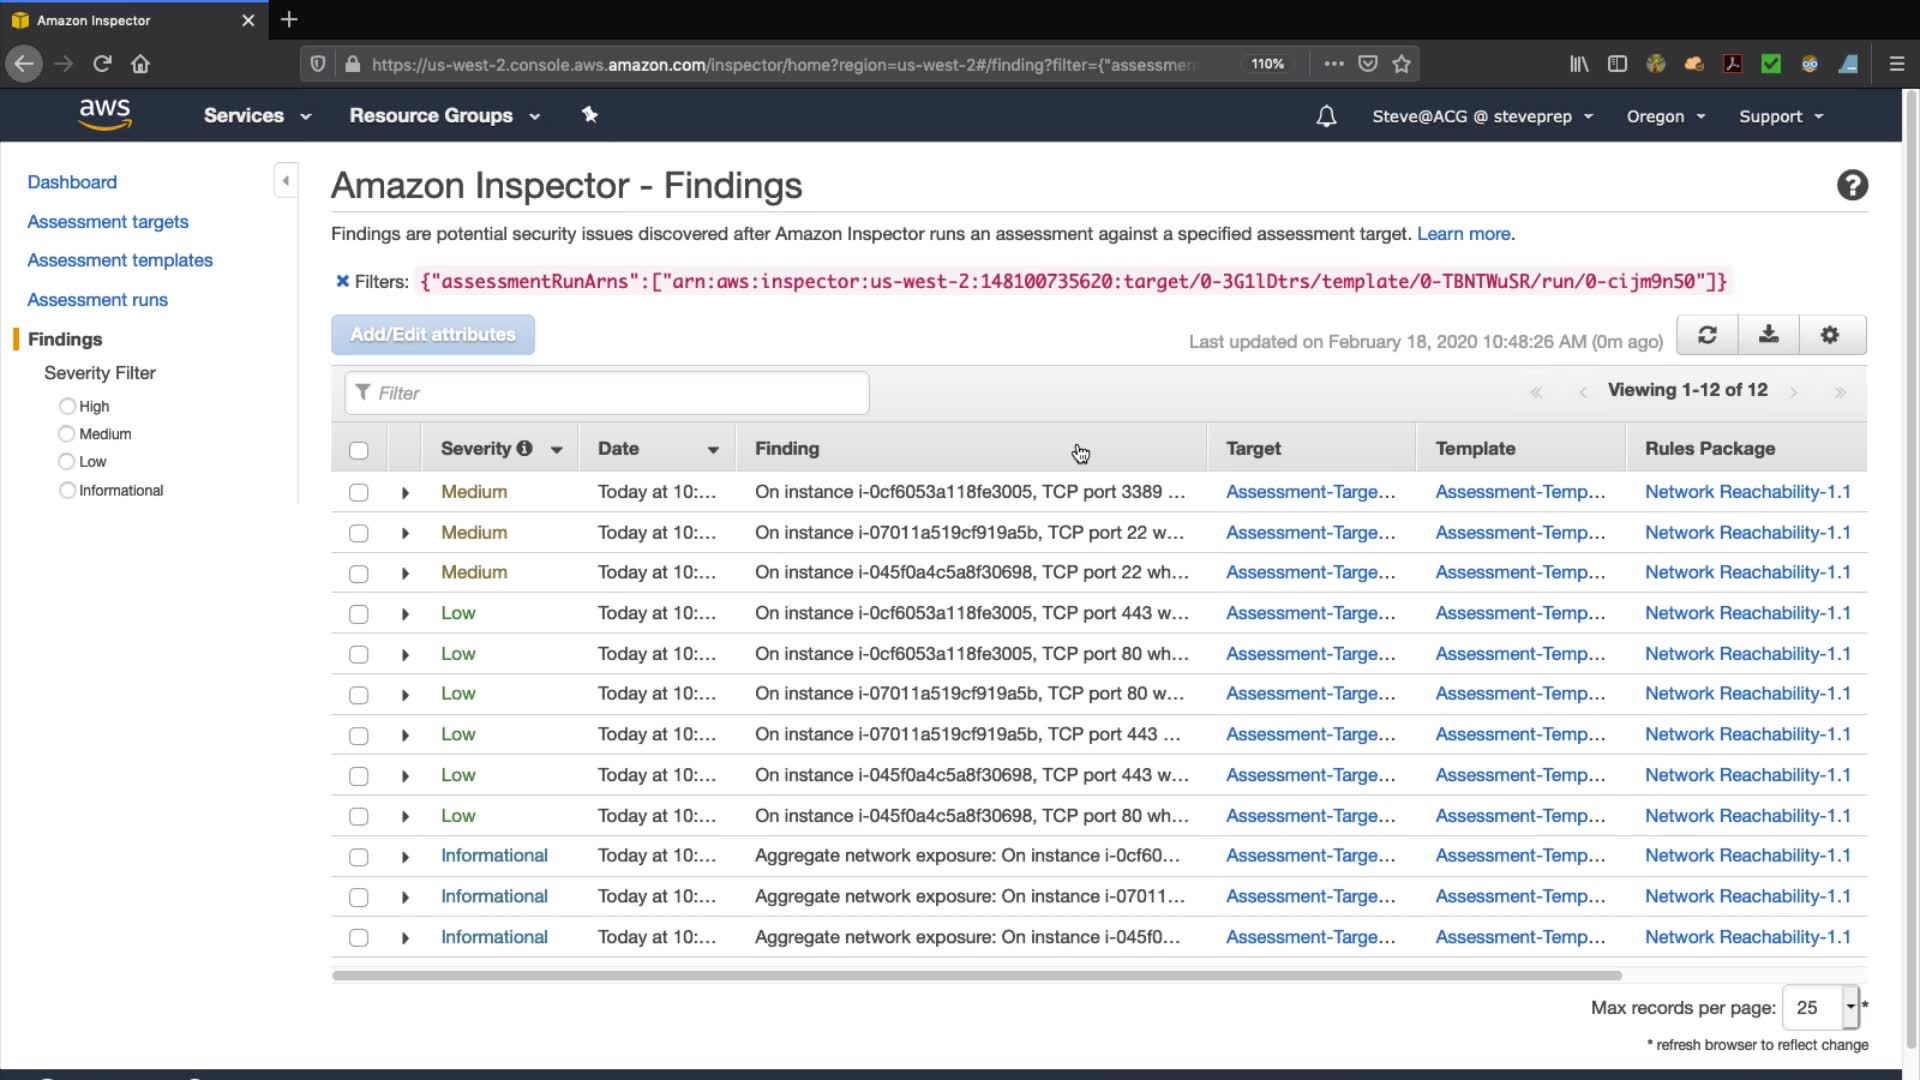 Amazon Inspector
https://us-west-2.console.aws.amazon.com/inspector/home?region=us-west-2#/finding?filter={"assessmen
110%
aws
Services
Resource Groups
Steve@ACG @ steveprep
Oregon
Support
Dashboard
Assessment targets
Assessment templates
Assessment runs
Findings
Severity Filter
High
Medium
Low
Informational
Amazon Inspector - Findings
Findings are potential security issues discovered after Amazon Inspector runs an assessment against a specified assessment target. Learn more.
Filters: {"assessmentRunArns":["arn:aws:inspector:us-west-2:148100735620:target/0-3G1lDtrs/template/0-TBNTWuSR/run/0-cijm9n50"]}
Add/Edit attributes
Last updated on February 18, 2020 10:48:26 AM (0m ago)
Filter
Viewing 1-12 of 12
Severity Date Finding Target Template Rules Package
Medium Today at 10:... On instance i-0cf6053a118fe3005, TCP port 3389 ... Assessment-Targe... Assessment-Temp... Network Reachability-1.1
Medium Today at 10:... On instance i-07011a519cf919a5b, TCP port 22 w... Assessment-Targe... Assessment-Temp... Network Reachability-1.1
Medium Today at 10:... On instance i-045f0a4c5a8f30698, TCP port 22 wh... Assessment-Targe... Assessment-Temp... Network Reachability-1.1
Low Today at 10:... On instance i-0cf6053a118fe3005, TCP port 443 w... Assessment-Targe... Assessment-Temp... Network Reachability-1.1
Low Today at 10:... On instance i-0cf6053a118fe3005, TCP port 80 wh... Assessment-Targe... Assessment-Temp... Network Reachability-1.1
Low Today at 10:... On instance i-07011a519cf919a5b, TCP port 80 w... Assessment-Targe... Assessment-Temp... Network Reachability-1.1
Low Today at 10:... On instance i-07011a519cf919a5b, TCP port 443 ... Assessment-Targe... Assessment-Temp... Network Reachability-1.1
Low Today at 10:... On instance i-045f0a4c5a8f30698, TCP port 443 w... Assessment-Targe... Assessment-Temp... Network Reachability-1.1
Low Today at 10:... On instance i-045f0a4c5a8f30698, TCP port 80 wh... Assessment-Targe... Assessment-Temp... Network Reachability-1.1
Informational Today at 10:... Aggregate network exposure: On instance i-0cf60... Assessment-Targe... Assessment-Temp... Network Reachability-1.1
Informational Today at 10:... Aggregate network exposure: On instance i-07011... Assessment-Targe... Assessment-Temp... Network Reachability-1.1
Informational Today at 10:... Aggregate network exposure: On instance i-045f0... Assessment-Targe... Assessment-Temp... Network Reachability-1.1
Max records per page: 25 *
* refresh browser to reflect change